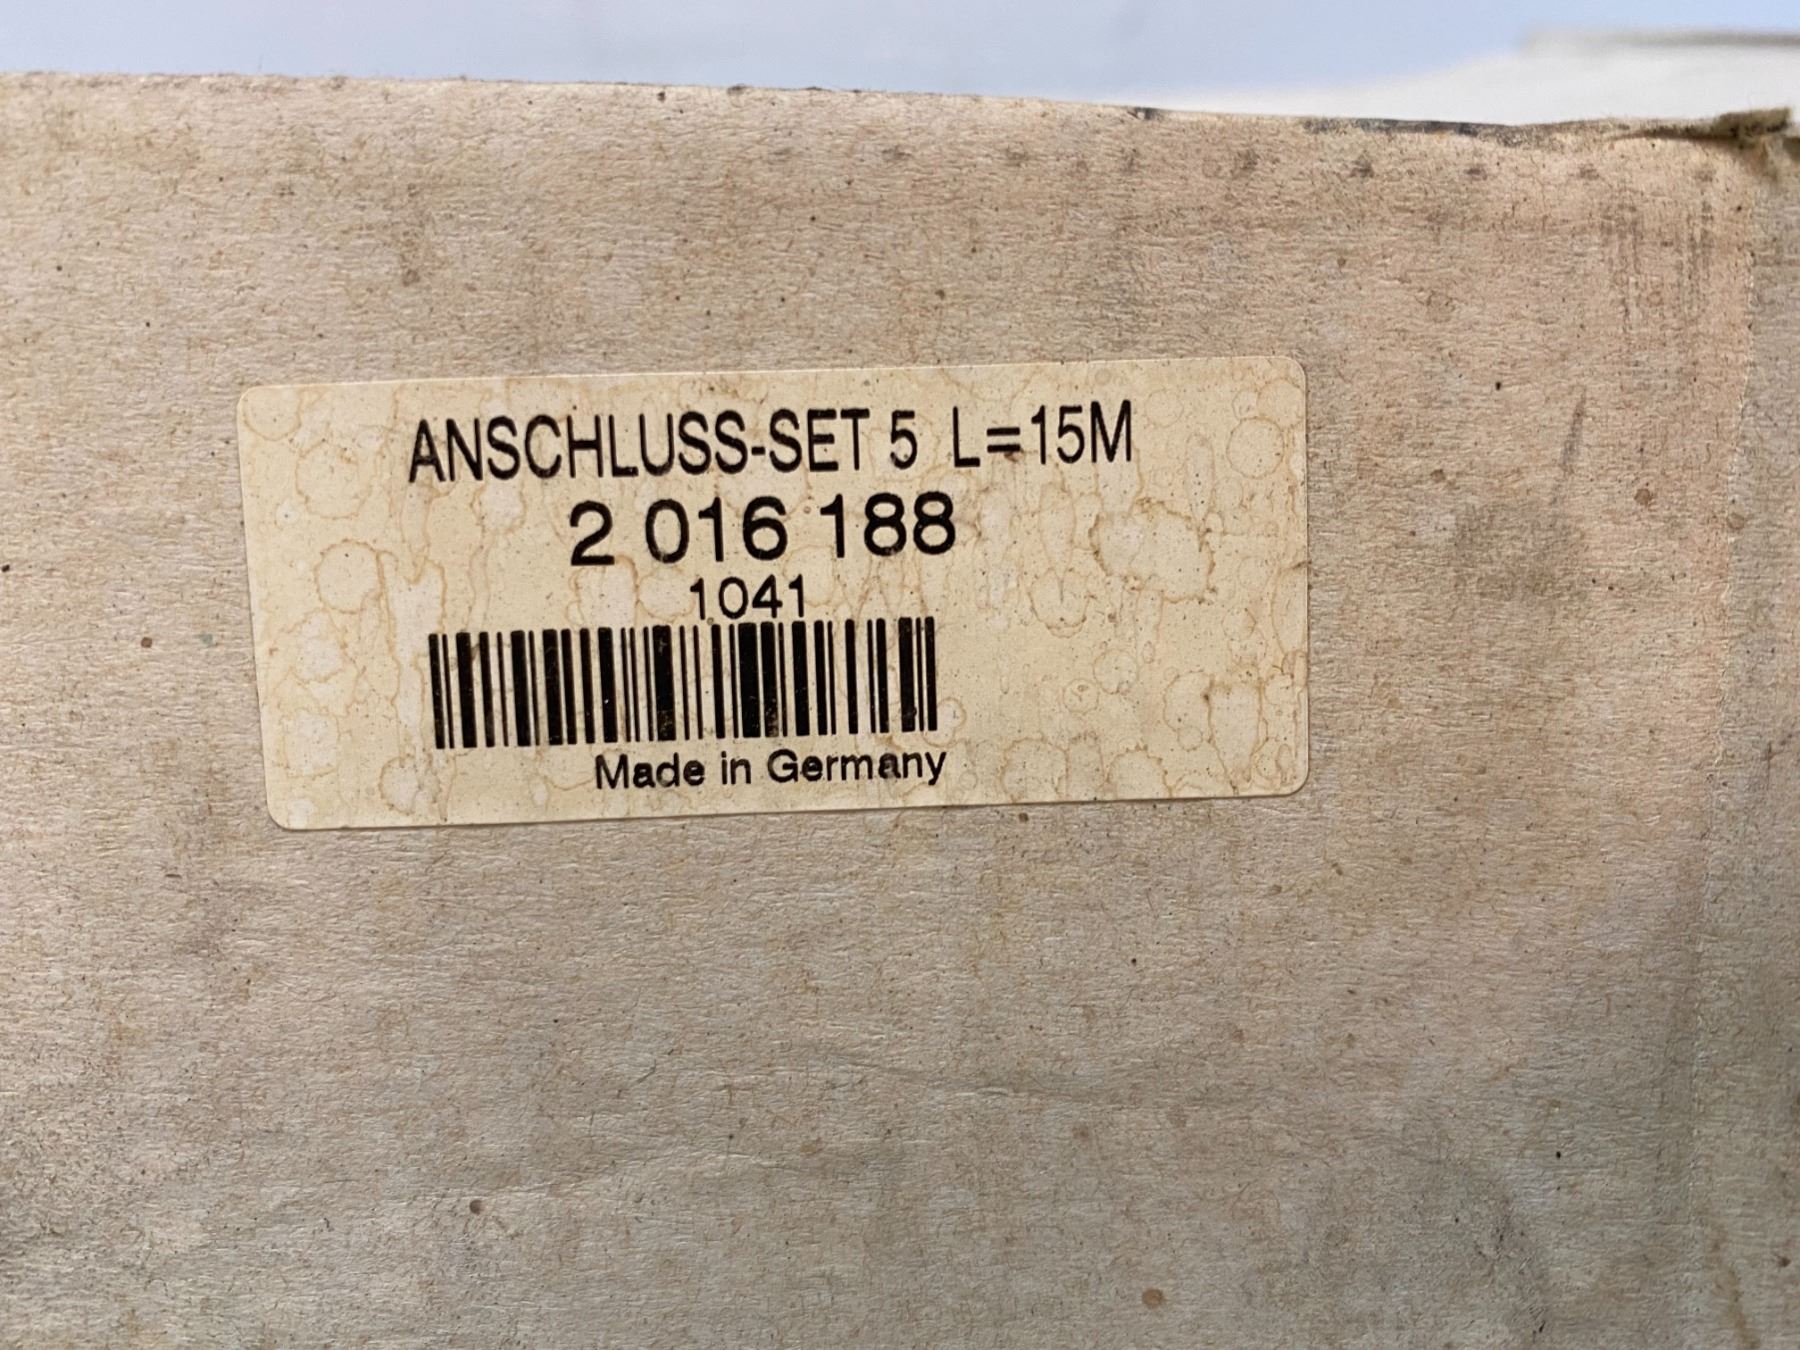 ANSCHLUSS-SET 5 L=15M
2 016 188
1041
Made in Germany